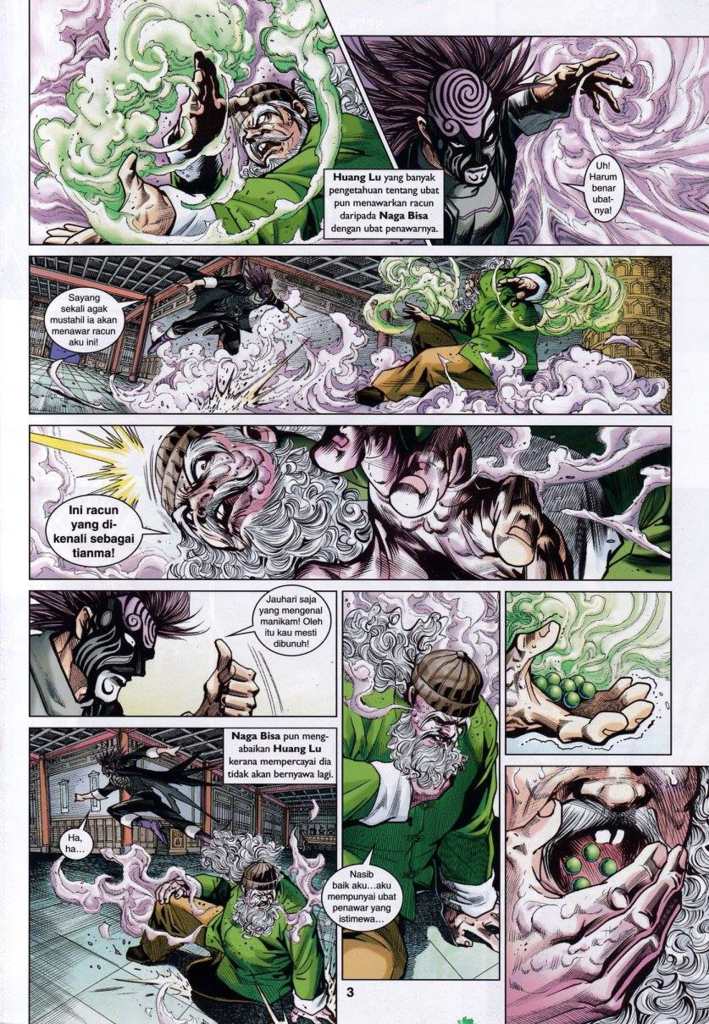 Huang Lu yang banyak
pengetahuan tentang ubat
pun menawarkan racun
daripada Naga Bisa
dengan ubat penawarnya.
Uh!
Harum
benar
ubat-
nya!
Sayang
sekali agak
mustahil ia akan
menawar racun
aku ini!
Ini racun
yang di-
kenali sebagai
tianma!
Jauhari saja
yang mengenal
manikam! Oleh
itu kau mesti
dibunuh!
Naga Bisa pun meng-
abaikan Huang Lu
kerana mempercayai dia
tidak akan bernyawa lagi.
Ha,
ha...
Nasib
baik aku...aku
mempunyai ubat
penawar yang
istimewa...
3